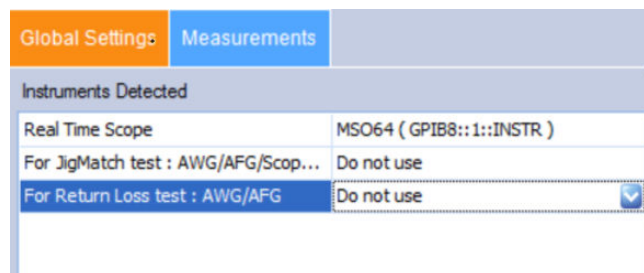 Global Settings Measurements
Instruments Detected
Real Time Scope MSO64 ( GPIB8::1::INSTR )
For JigMatch test : AWG/AFG/Scop... Do not use
For Return Loss test : AWG/AFG Do not use